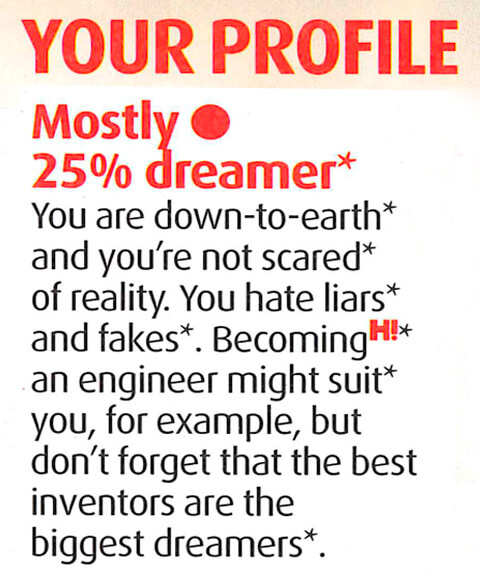 YOUR PROFILE
Mostly ●
25% dreamer*
You are down-to-earth*
and you're not scared*
of reality. You hate liars*
and fakes*. Becoming H!*
an engineer might suit*
you, for example, but
don't forget that the best
inventors are the
biggest dreamers*.